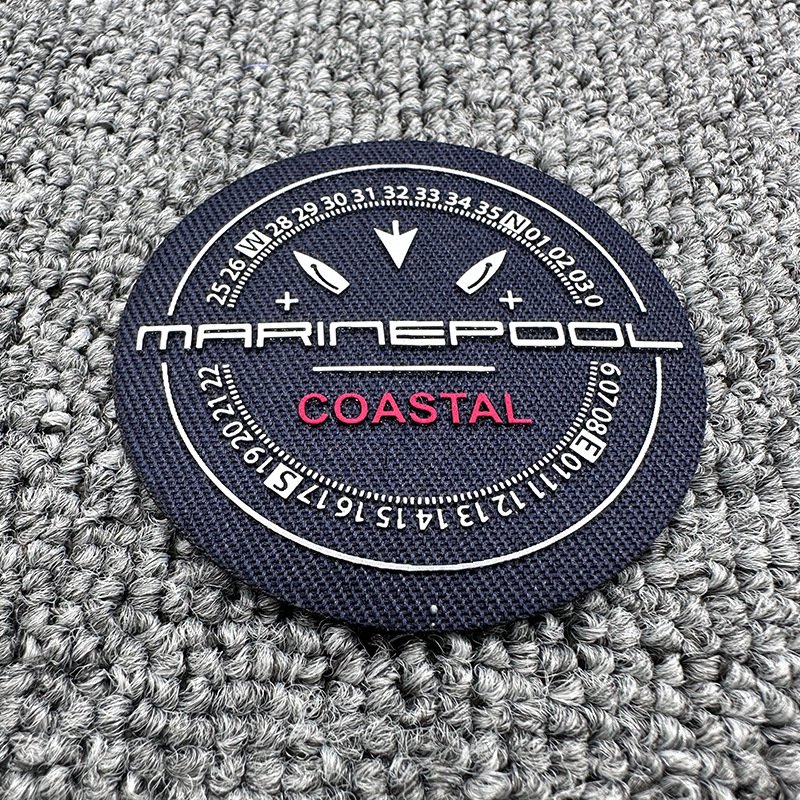 25 26 W 28 29 30 31 32 33 34 35 N 01 02 03 0
MARINEPOOL
COASTAL
6 07 08 E 01 11 12 13 14 15 16 17 S 19 20 21 22